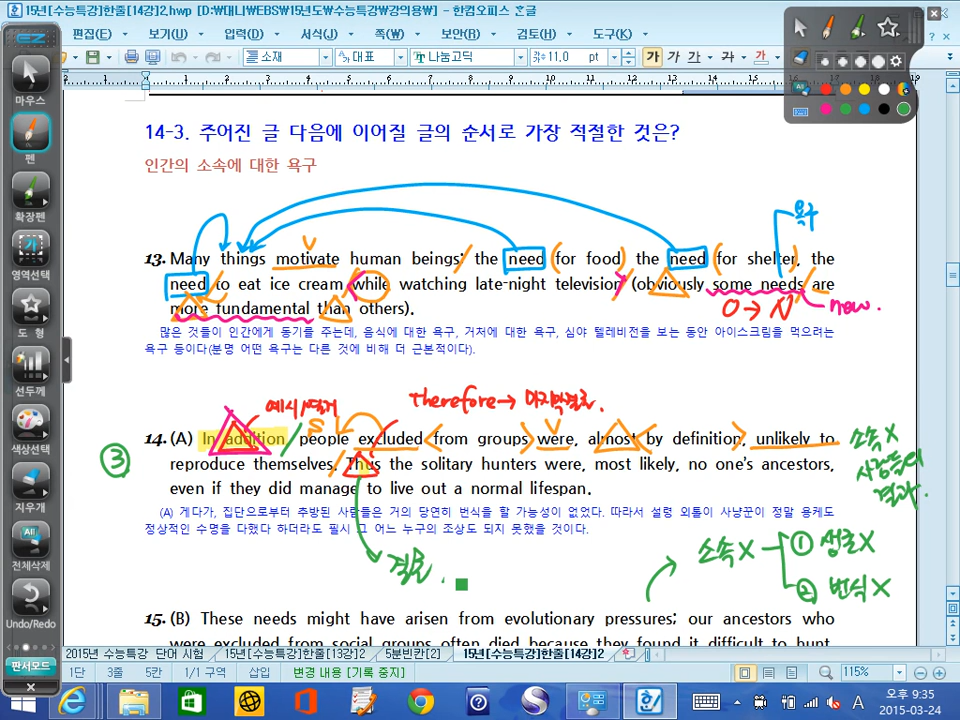 15년[수능특강]한줄[14강]2.hwp [D:₩대니₩EBS₩15년도₩수능특강₩강의용₩] - 한컴오피스 한글
편집(E) 보기(U) 입력(D) 서식(J) 쪽(W) 보안(R) 검토(H) 도구(K)
소재 대표 나눔고딕 11.0 pt 가 가 가 가 가
마우스
펜
확장펜
영역선택
도 형
선두께
색상선택
지우개
전체삭제
Undo/Redo
판서모드
14-3. 주어진 글 다음에 이어질 글의 순서로 가장 적절한 것은?
인간의 소속에 대한 욕구
욕구
13. Many things motivate human beings: the need for food, the need for shelter, the
need to eat ice cream while watching late-night television (obviously some needs are
more fundamental than others).
O → N
new.
많은 것들이 인간에게 동기를 주는데, 음식에 대한 욕구, 거처에 대한 욕구, 심야 텔레비전을 보는 동안 아이스크림을 먹으려는
욕구 등이다(분명 어떤 욕구는 다른 것에 비해 더 근본적이다).
예시/열거
therefore → 마지막결과.
S
V
14. (A) In addition, people excluded from groups were, almost by definition, unlikely to
reproduce themselves. Thus the solitary hunters were, most likely, no one's ancestors,
even if they did manage to live out a normal lifespan.
③
소속X
사람들의
결과.
(A) 게다가, 집단으로부터 추방된 사람들은 거의 당연히 번식을 할 가능성이 없었다. 따라서 설령 외톨이 사냥꾼이 정말 용케도
정상적인 수명을 다했다 하더라도 필시 그 어느 누구의 조상도 되지 못했을 것이다.
결론.
소속X
① 생존X
② 번식X
15. (B) These needs might have arisen from evolutionary pressures; our ancestors who
were excluded from social groups often died because they found it difficult to hunt
2015년 수능특강 단어 시험 15년[수능특강]한줄[13강]2 5부빈칸[2] 15년[수능특강]한줄[14강]2
1단 3줄 5칸 1/1 구역 삽입 변경 내용 [기록 중지] 115%
A 오후 9:35
2015-03-24